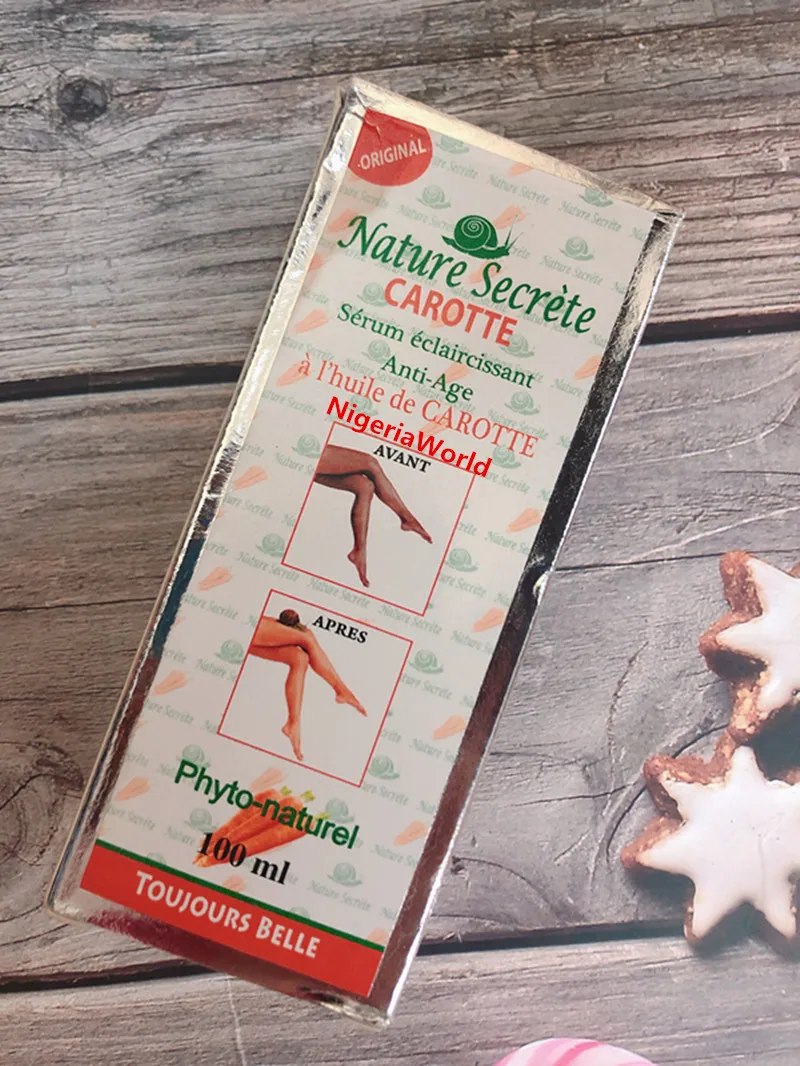 ·ORIGINAL·
Nature Secrète
CAROTTE
Sérum éclaircissant
Anti-Age
à l'huile de CAROTTE
NigeriaWorld
AVANT
APRES
Phyto-naturel
100 ml
TOUJOURS BELLE